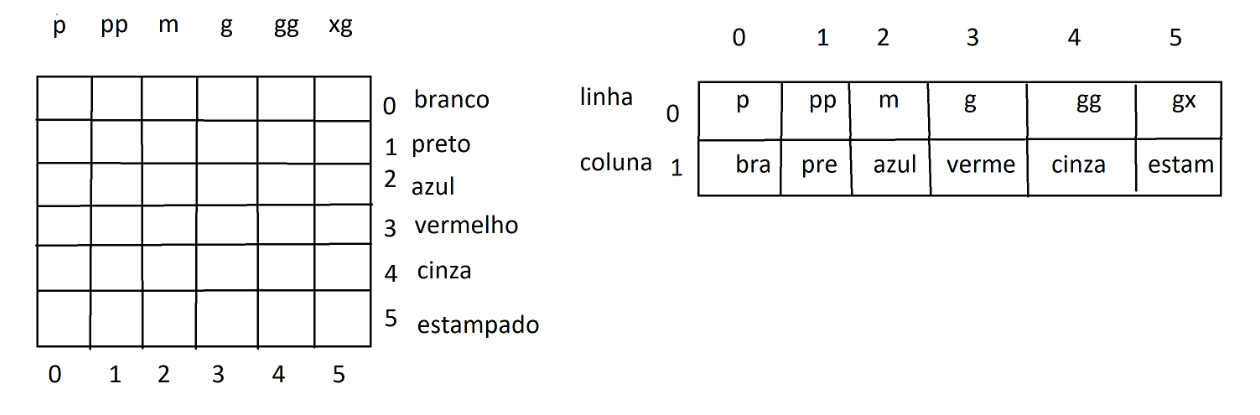 p pp m g gg xg
0 branco
1 preto
2 azul
3 vermelho
4 cinza
5 estampado
0 1 2 3 4 5
0 1 2 3 4 5
linha 0 p pp m g gg gx
coluna 1 bra pre azul verme cinza estam